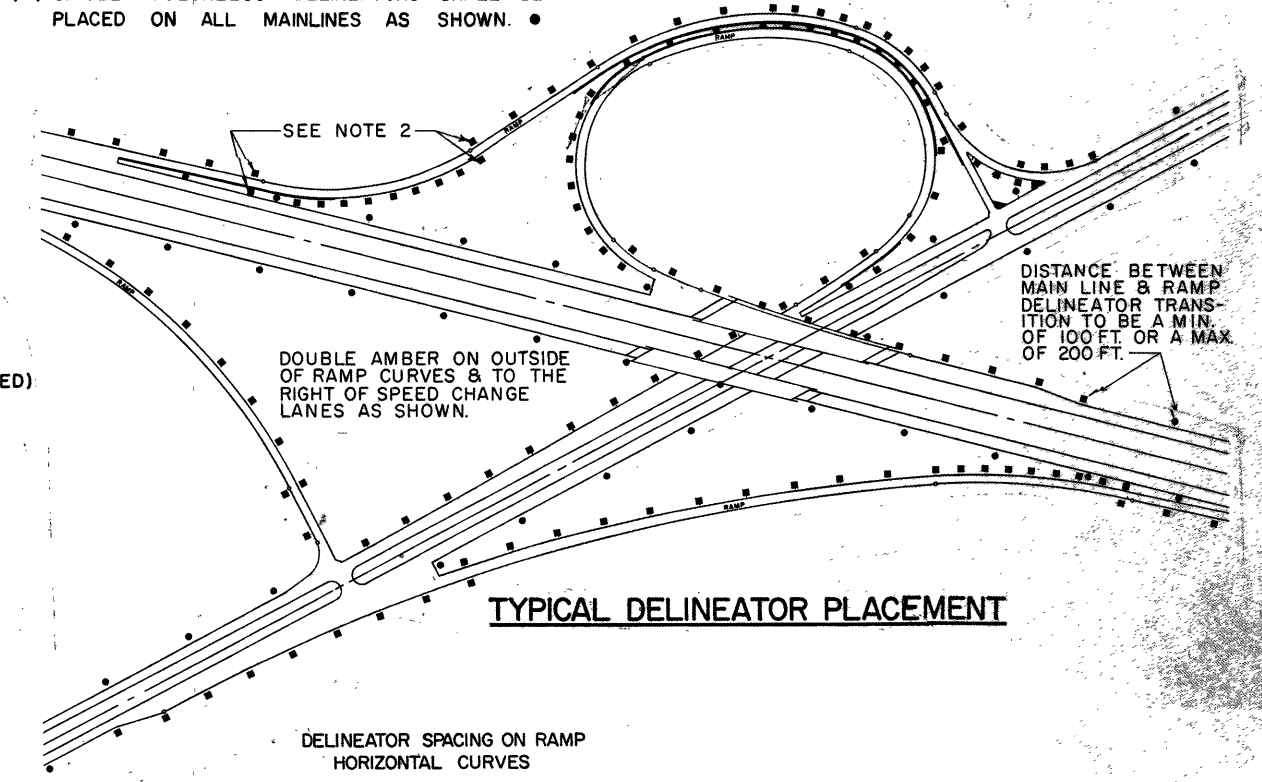 PLACED ON ALL MAINLINES AS SHOWN.
RAMP
SEE NOTE 2
RAMP
RAMP
DISTANCE BETWEEN
MAIN LINE & RAMP
DELINEATOR TRANS-
ITION TO BE A MIN.
OF 100 FT. OR A MAX.
OF 200 FT.
DOUBLE AMBER ON OUTSIDE
OF RAMP CURVES & TO THE
RIGHT OF SPEED CHANGE
LANES AS SHOWN.
ED)
RAMP
TYPICAL DELINEATOR PLACEMENT
DELINEATOR SPACING ON RAMP
HORIZONTAL CURVES